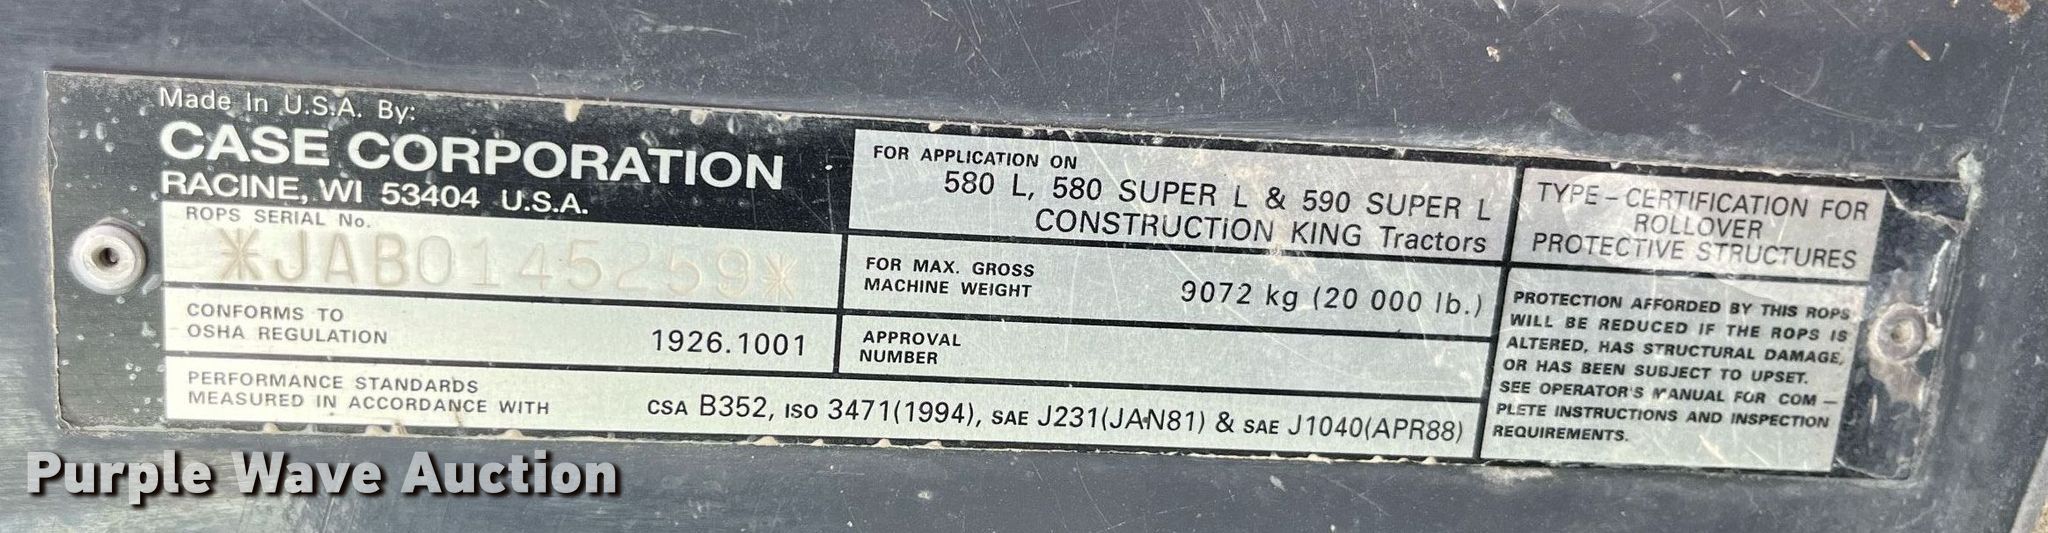 Made In U.S.A. By:
CASE CORPORATION
RACINE, WI 53404 U.S.A.
ROPS SERIAL No.
*JAB0145259*
CONFORMS TO
OSHA REGULATION
1926.1001
PERFORMANCE STANDARDS
MEASURED IN ACCORDANCE WITH
CSA B352, ISO 3471(1994), SAE J231(JAN81) & SAE J1040(APR88)
FOR APPLICATION ON
580 L, 580 SUPER L & 590 SUPER L
CONSTRUCTION KING Tractors
FOR MAX. GROSS
MACHINE WEIGHT
9072 kg (20 000 lb.)
APPROVAL
NUMBER
TYPE – CERTIFICATION FOR
ROLLOVER
PROTECTIVE STRUCTURES
PROTECTION AFFORDED BY THIS ROPS
WILL BE REDUCED IF THE ROPS IS
ALTERED, HAS STRUCTURAL DAMAGE,
OR HAS BEEN SUBJECT TO UPSET.
SEE OPERATOR'S MANUAL FOR COM –
PLETE INSTRUCTIONS AND INSPECTION
REQUIREMENTS.
Purple Wave Auction